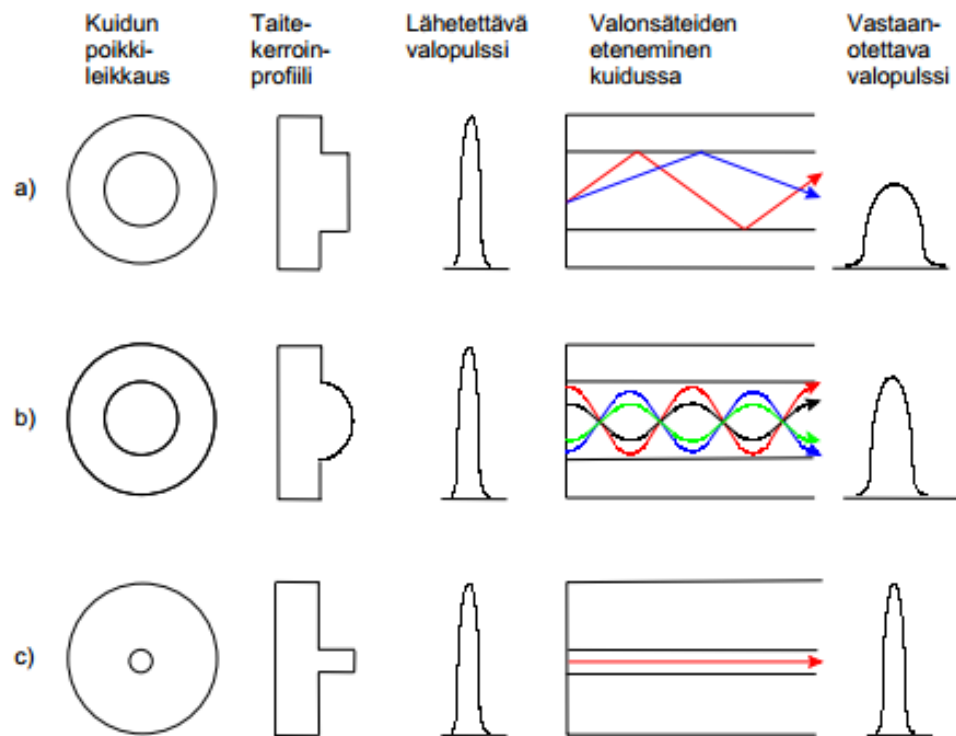 Kuidun
poikki-
leikkaus
Taite-
kerroin-
profiili
Lähetettävä
valopulssi
Valonsäteiden
eteneminen
kuidussa
Vastaan-
otettava
valopulssi
a)
b)
c)